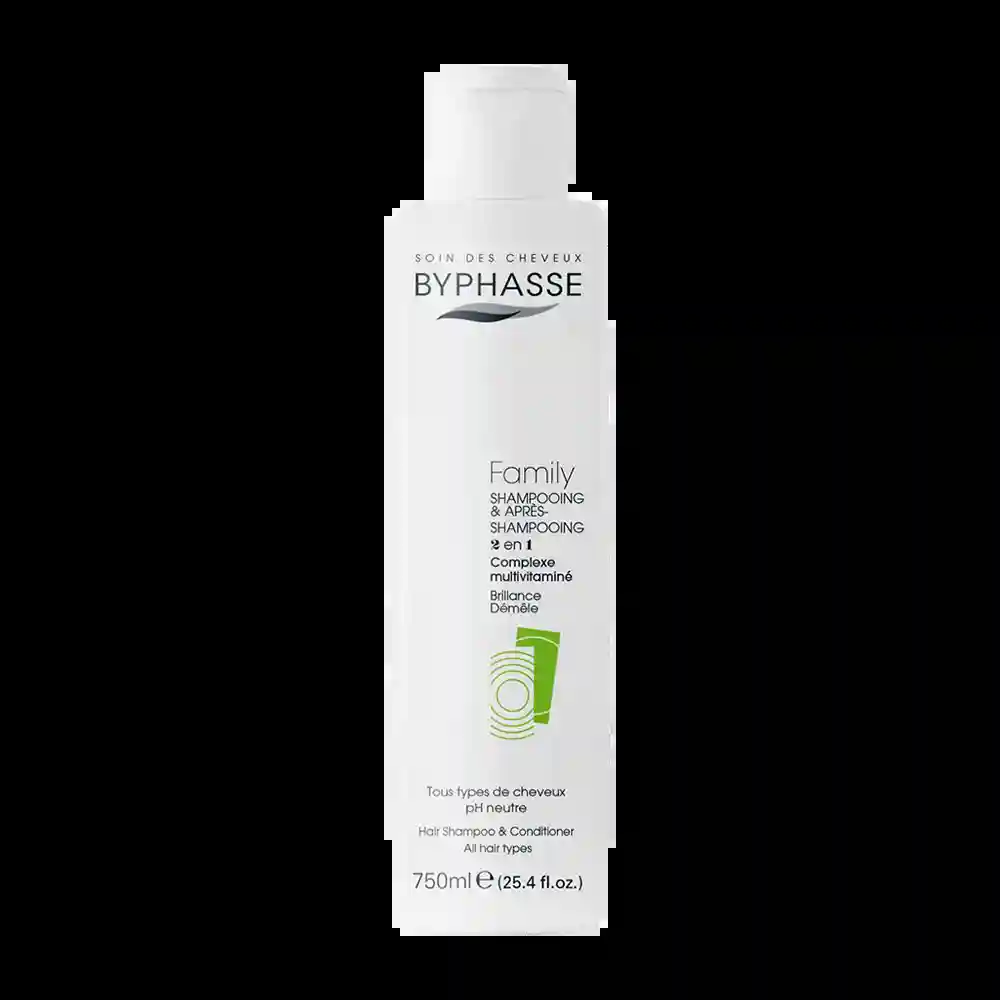 SOIN DES CHEVEUX
BYPHASSE
Family
SHAMPOOING
& APRÈS-
SHAMPOOING
2 en 1
Complexe
multivitaminé
Brillance
Démêle
Tous types de cheveux
pH neutre
Hair Shampoo & Conditioner
All hair types
750ml ℮ (25.4 fl.oz.)